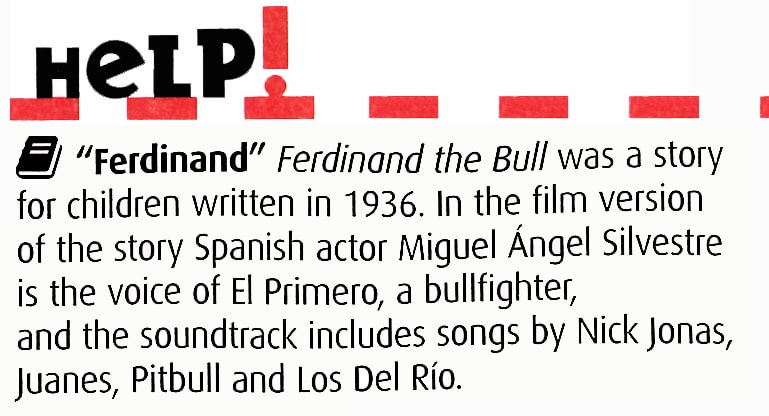 HeLP!
“Ferdinand” Ferdinand the Bull was a story
for children written in 1936. In the film version
of the story Spanish actor Miguel Ángel Silvestre
is the voice of El Primero, a bullfighter,
and the soundtrack includes songs by Nick Jonas,
Juanes, Pitbull and Los Del Río.